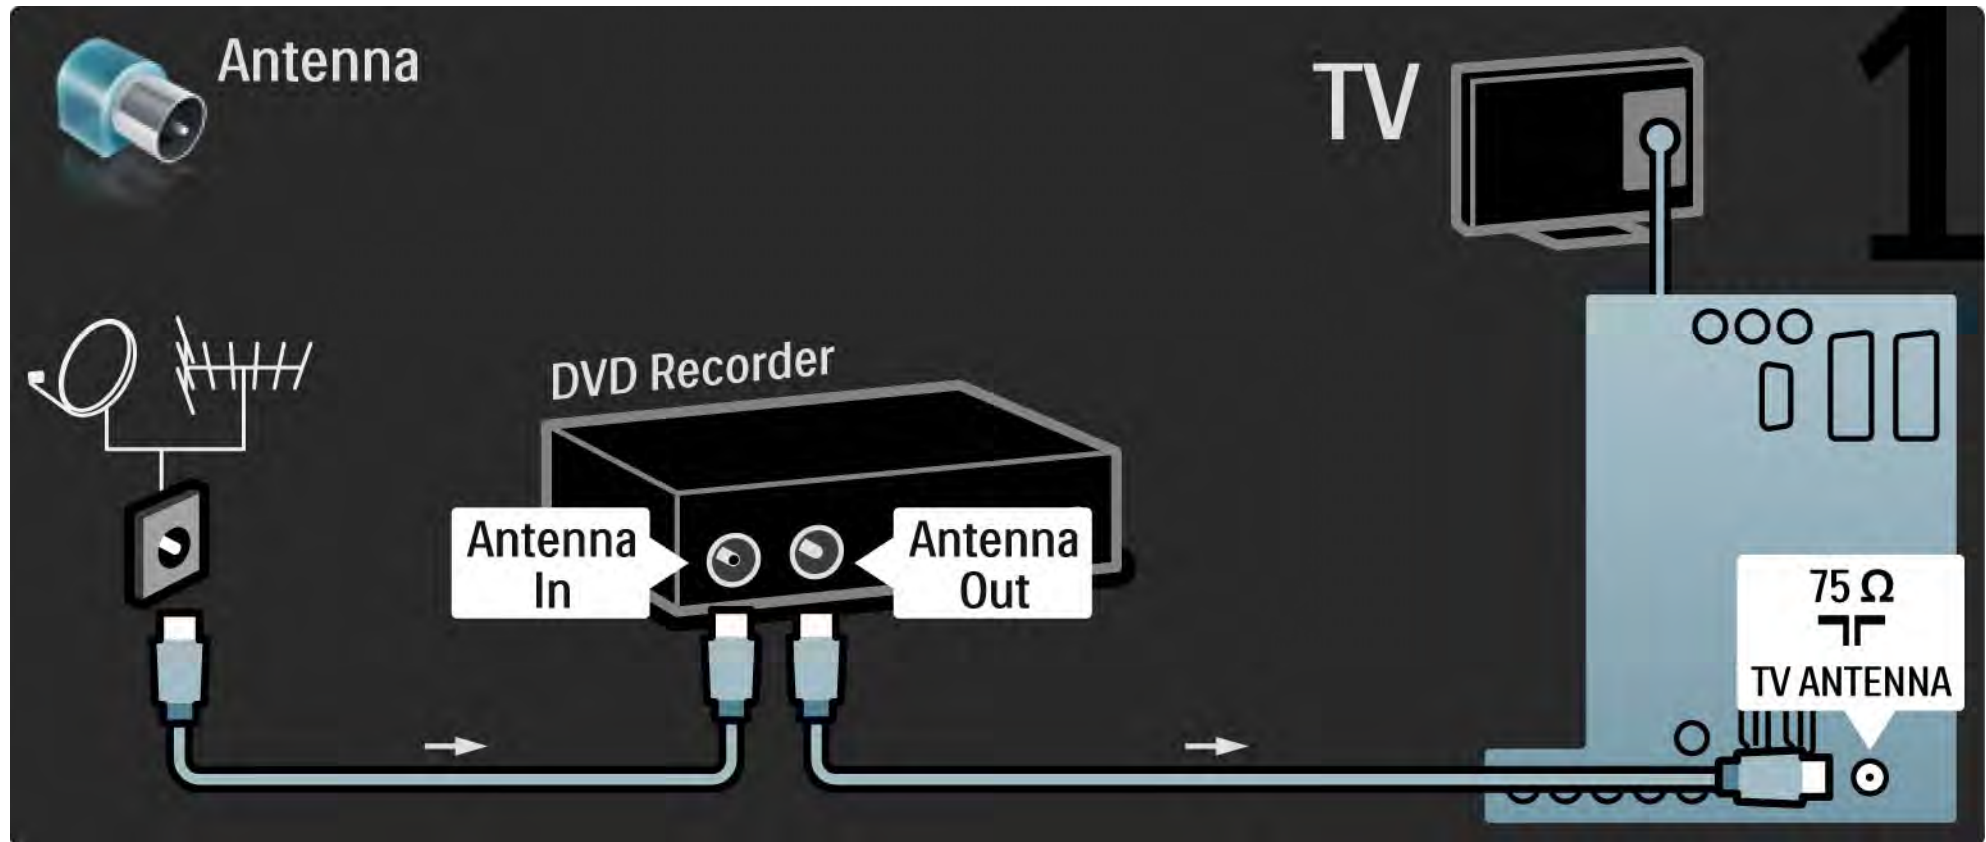 Antenna
TV
1
DVD Recorder
Antenna
In
Antenna
Out
75 Ω
TV ANTENNA